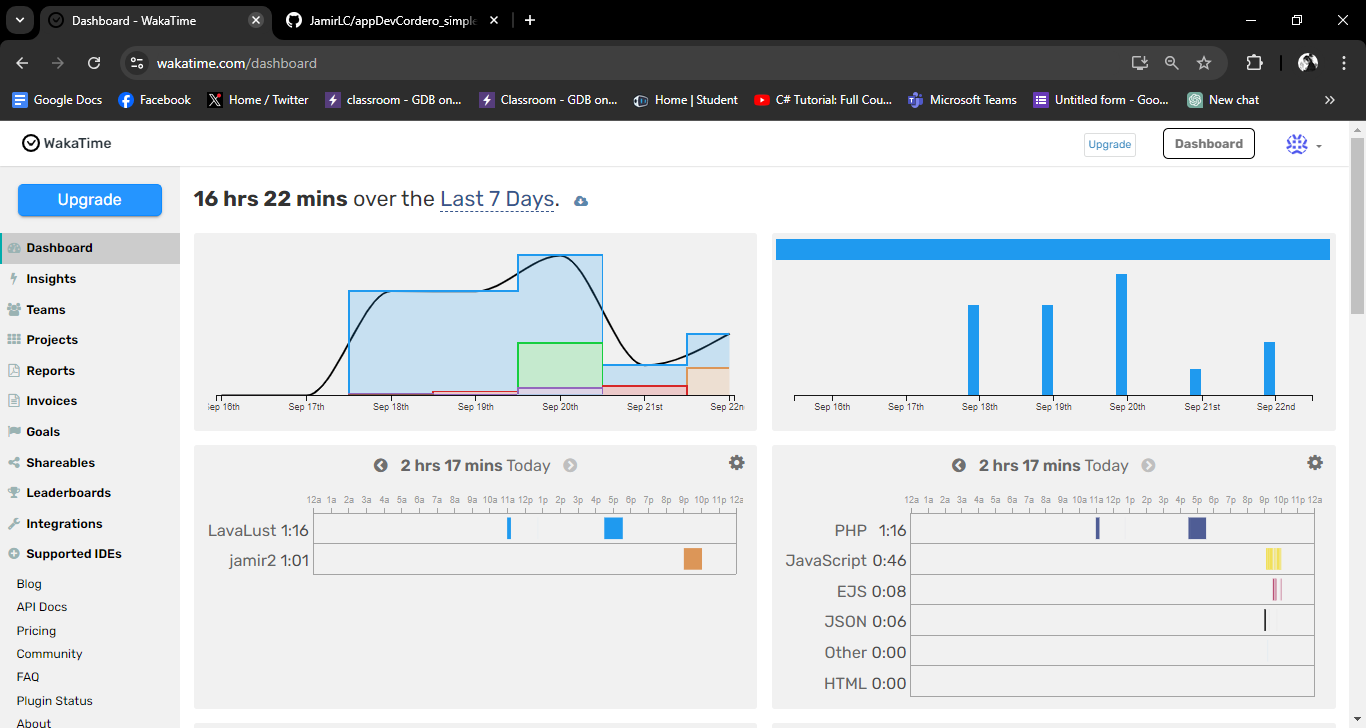 Dashboard - WakaTime
JamirLC/appDevCordero_simple
wakatime.com/dashboard
Google Docs Facebook Home / Twitter classroom - GDB on... Classroom - GDB on... Home | Student C# Tutorial: Full Cou... Microsoft Teams Untitled form - Goo... New chat
WakaTime
Upgrade
Dashboard
Upgrade
Dashboard
Insights
Teams
Projects
Reports
Invoices
Goals
Shareables
Leaderboards
Integrations
Supported IDEs
Blog
API Docs
Pricing
Community
FAQ
Plugin Status
About
16 hrs 22 mins over the Last 7 Days.
ep 16th Sep 17th Sep 18th Sep 19th Sep 20th Sep 21st Sep 22n
Sep 16th Sep 17th Sep 18th Sep 19th Sep 20th Sep 21st Sep 22nd
2 hrs 17 mins Today
12a 1a 2a 3a 4a 5a 6a 7a 8a 9a 10a 11a 12p 1p 2p 3p 4p 5p 6p 7p 8p 9p 10p 11p 12a
LavaLust 1:16
jamir2 1:01
2 hrs 17 mins Today
12a 1a 2a 3a 4a 5a 6a 7a 8a 9a 10a 11a 12p 1p 2p 3p 4p 5p 6p 7p 8p 9p 10p 11p 12a
PHP 1:16
JavaScript 0:46
EJS 0:08
JSON 0:06
Other 0:00
HTML 0:00